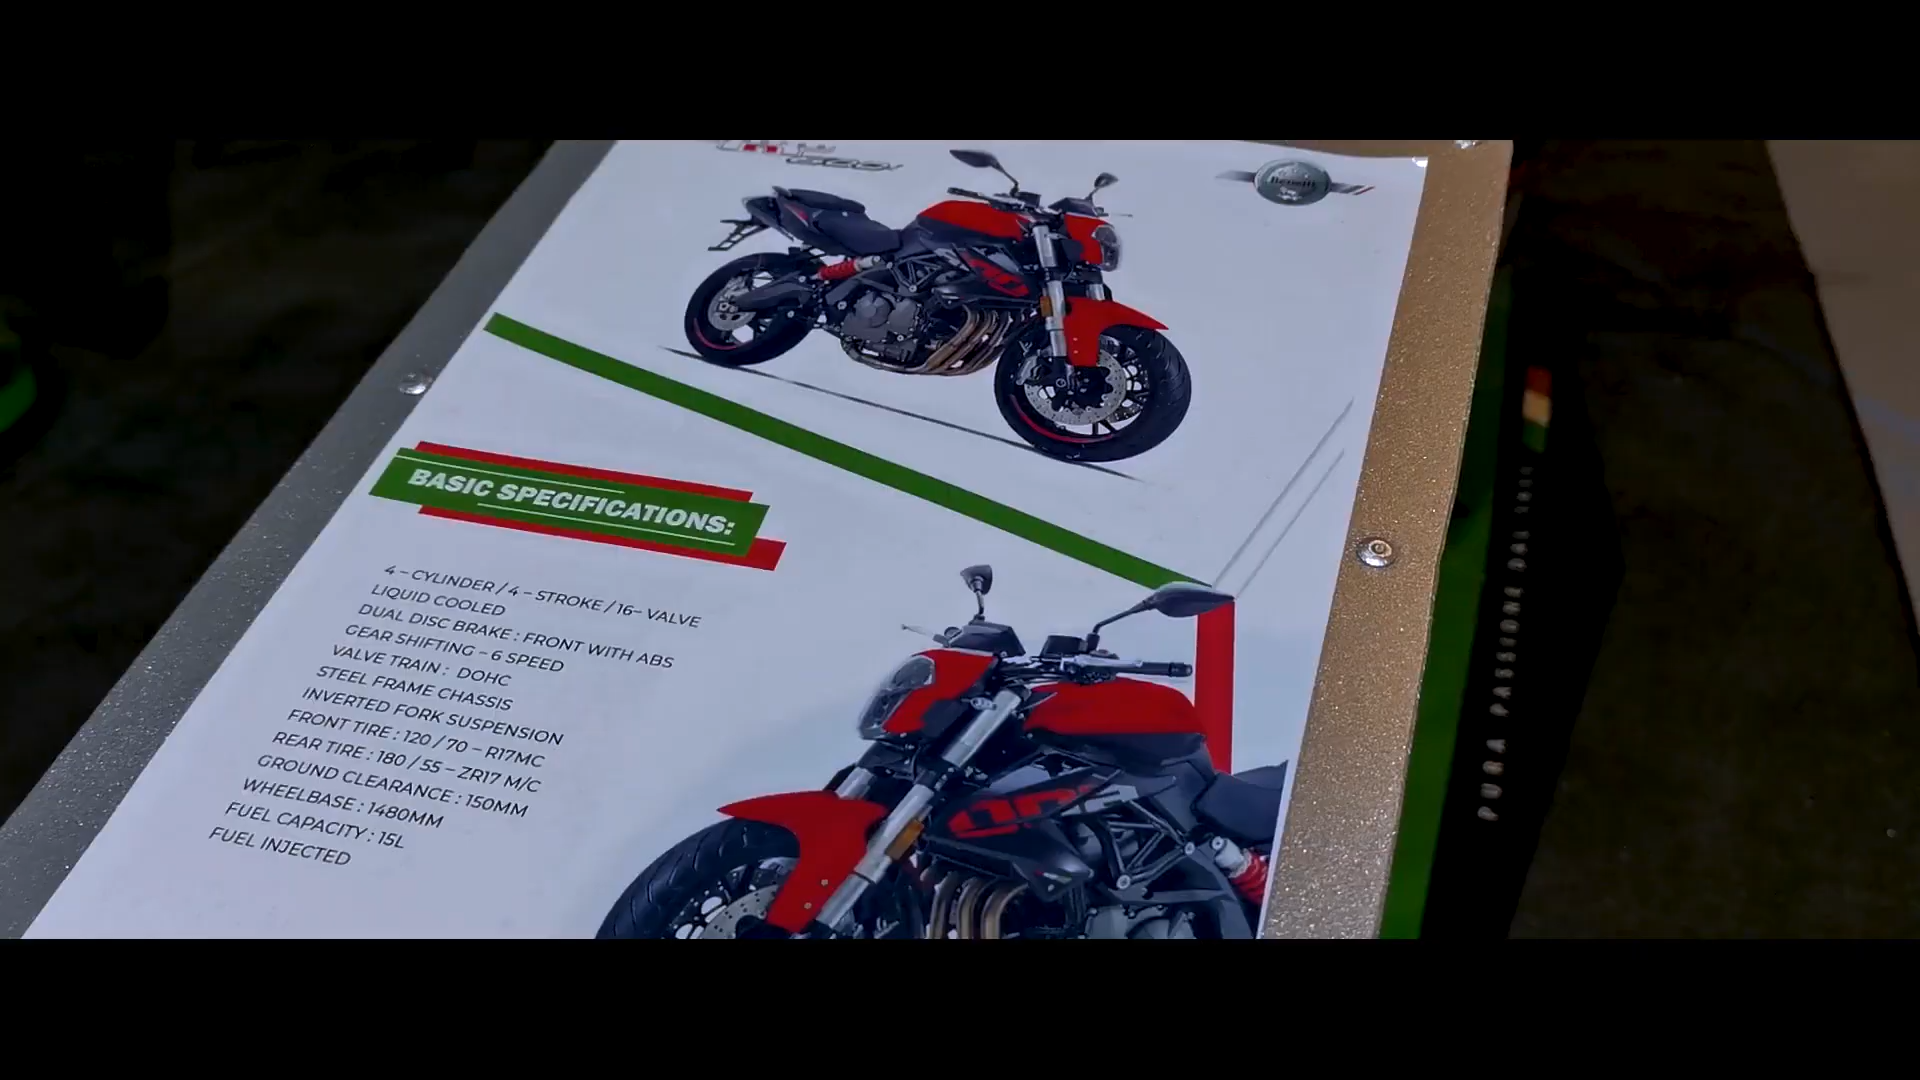 Benelli
BASIC SPECIFICATIONS:
4 – CYLINDER / 4 – STROKE / 16– VALVE
LIQUID COOLED
DUAL DISC BRAKE : FRONT WITH ABS
GEAR SHIFTING – 6 SPEED
VALVE TRAIN : DOHC
STEEL FRAME CHASSIS
INVERTED FORK SUSPENSION
FRONT TIRE : 120 / 70 – R17MC
REAR TIRE : 180 / 55 – ZR17 M/C
GROUND CLEARANCE : 150MM
WHEELBASE : 1480MM
FUEL CAPACITY : 15L
FUEL INJECTED
PURA PASSIONE DAL 1911